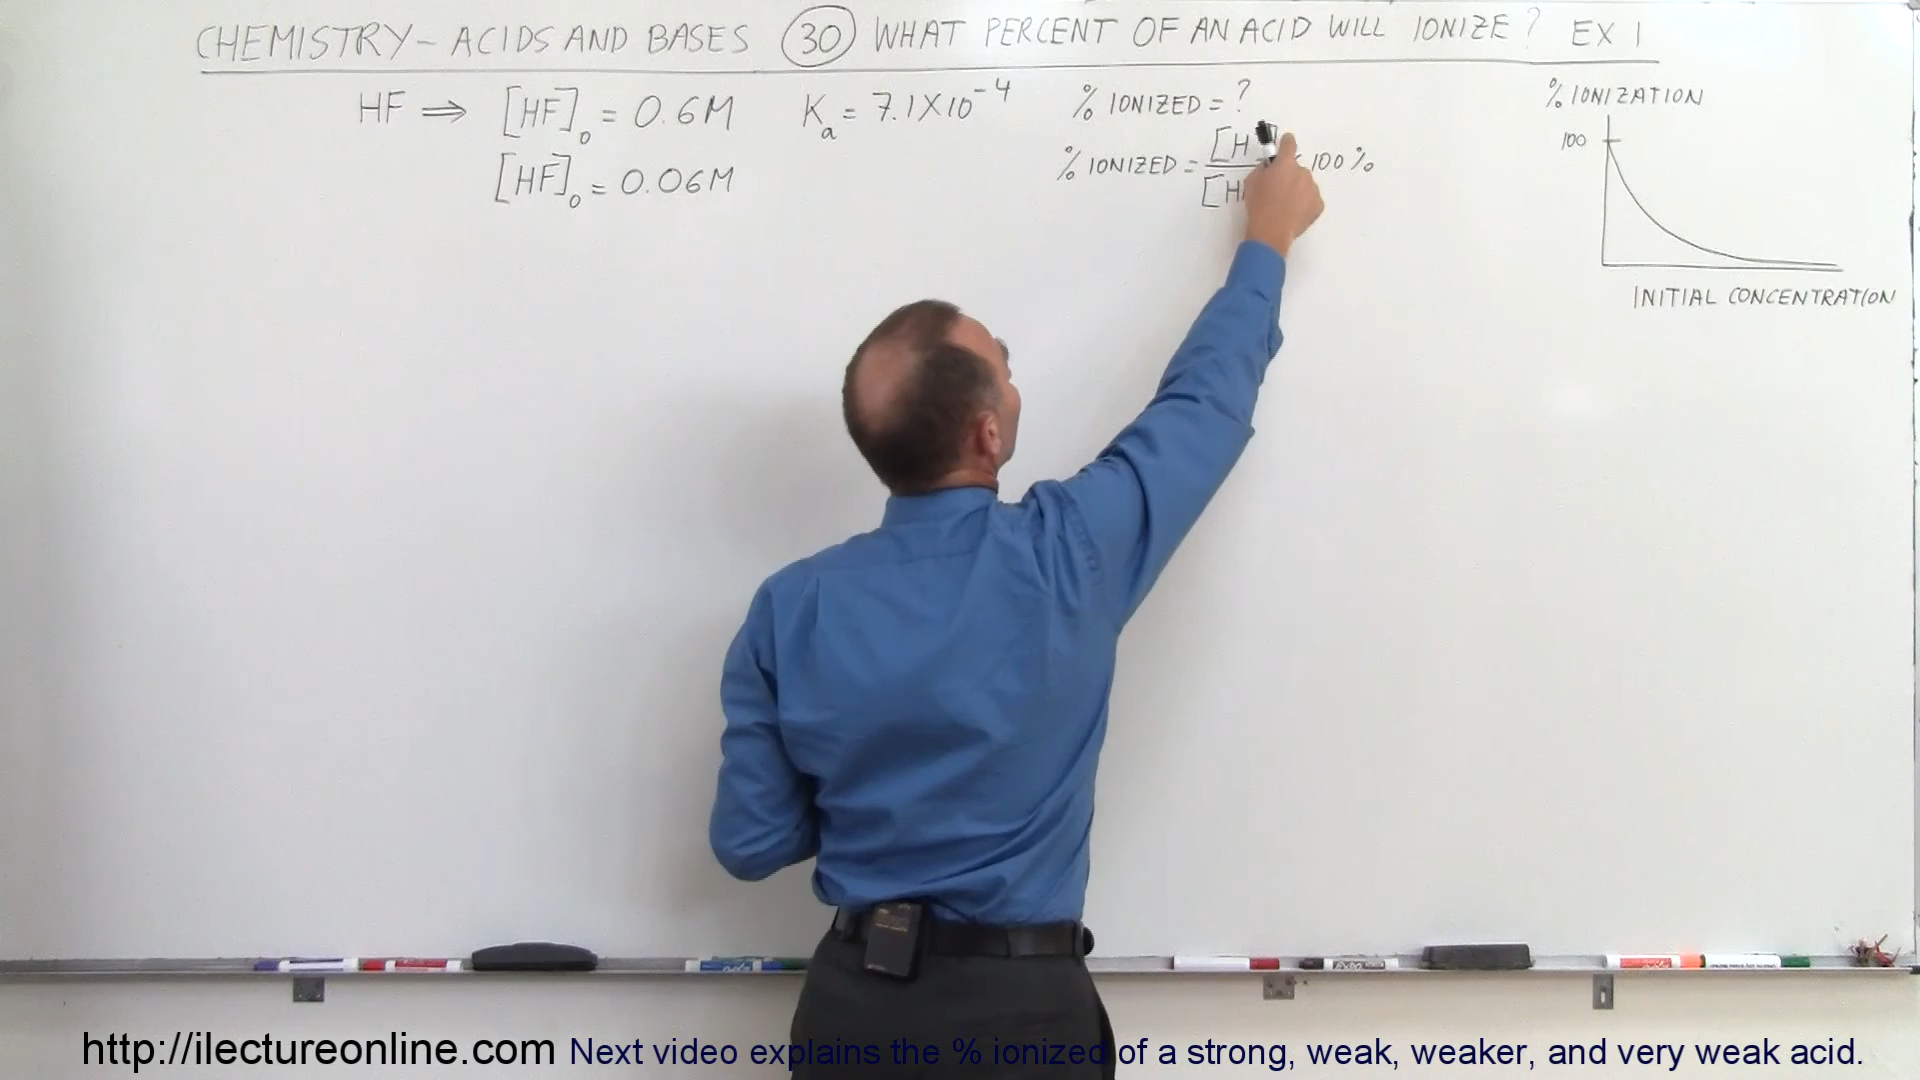 CHEMISTRY - ACIDS AND BASES 30 WHAT PERCENT OF AN ACID WILL IONIZE? EX 1
HF ⇒ [HF]₀ = 0.6M Kₐ = 7.1X10⁻⁴ % IONIZED = ?
[HF]₀ = 0.06M
% IONIZED = [H
[H
100%
% IONIZATION
100
INITIAL CONCENTRATION
http://ilectureonline.com Next video explains the % ionized of a strong, weak, weaker, and very weak acid.